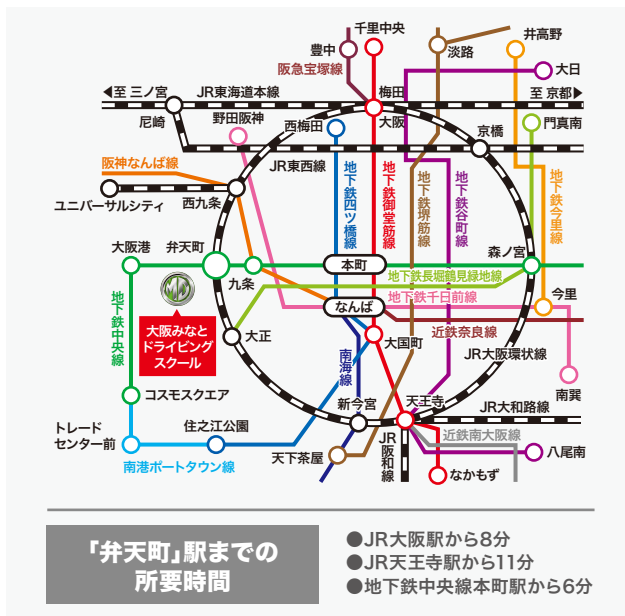 千里中央
豊中
淡路
井高野
阪急宝塚線
大日
◀至 三ノ宮
JR東海道本線
梅田
至 京都▶
尼崎
野田阪神
西梅田
大阪
京橋
門真南
阪神なんば線
JR東西線
ユニバーサルシティ
西九条
地下鉄四ツ橋線
地下鉄御堂筋線
地下鉄堺筋線
地下鉄谷町線
地下鉄今里線
大阪港
弁天町
本町
森ノ宮
九条
地下鉄長堀鶴見緑地線
地下鉄千日前線
なんば
今里
地下鉄中央線
大阪みなと
ドライビング
スクール
大正
近鉄奈良線
大国町
JR大阪環状線
南海線
コスモスクエア
南巽
新今宮
天王寺
JR大和路線
トレード
センター前
住之江公園
近鉄南大阪線
南港ポートタウン線
天下茶屋
JR阪和線
八尾南
なかもず
「弁天町」駅までの
所要時間
●JR大阪駅から8分
●JR天王寺駅から11分
●地下鉄中央線本町駅から6分